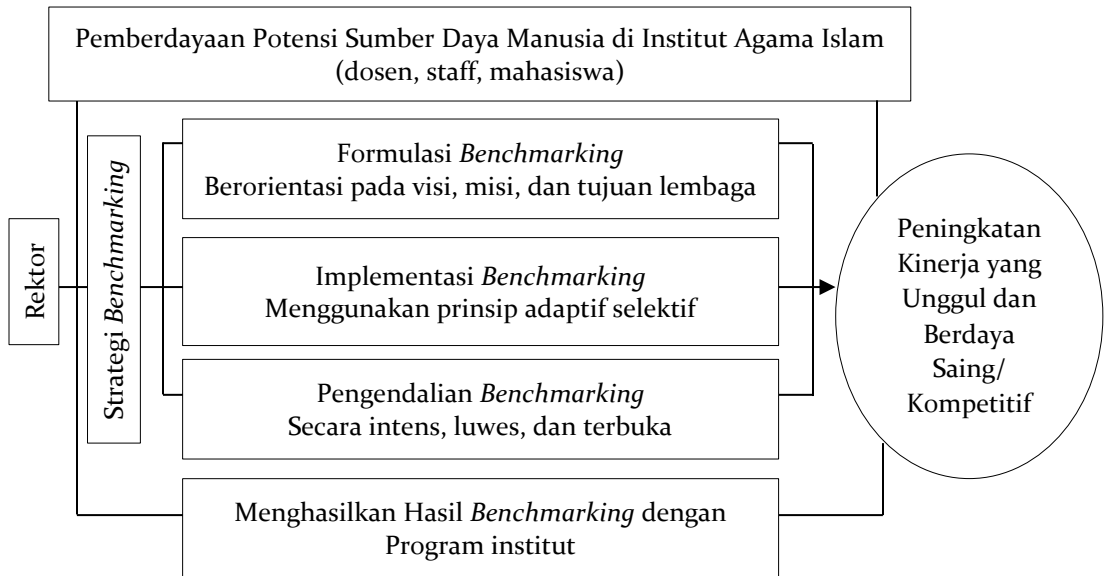 Pemberdayaan Potensi Sumber Daya Manusia di Institut Agama Islam
(dosen, staff, mahasiswa)
Rektor
Strategi Benchmarking
Formulasi Benchmarking
Berorientasi pada visi, misi, dan tujuan lembaga
Implementasi Benchmarking
Menggunakan prinsip adaptif selektif
Pengendalian Benchmarking
Secara intens, luwes, dan terbuka
Menghasilkan Hasil Benchmarking dengan
Program institut
Peningkatan
Kinerja yang
Unggul dan
Berdaya
Saing/
Kompetitif